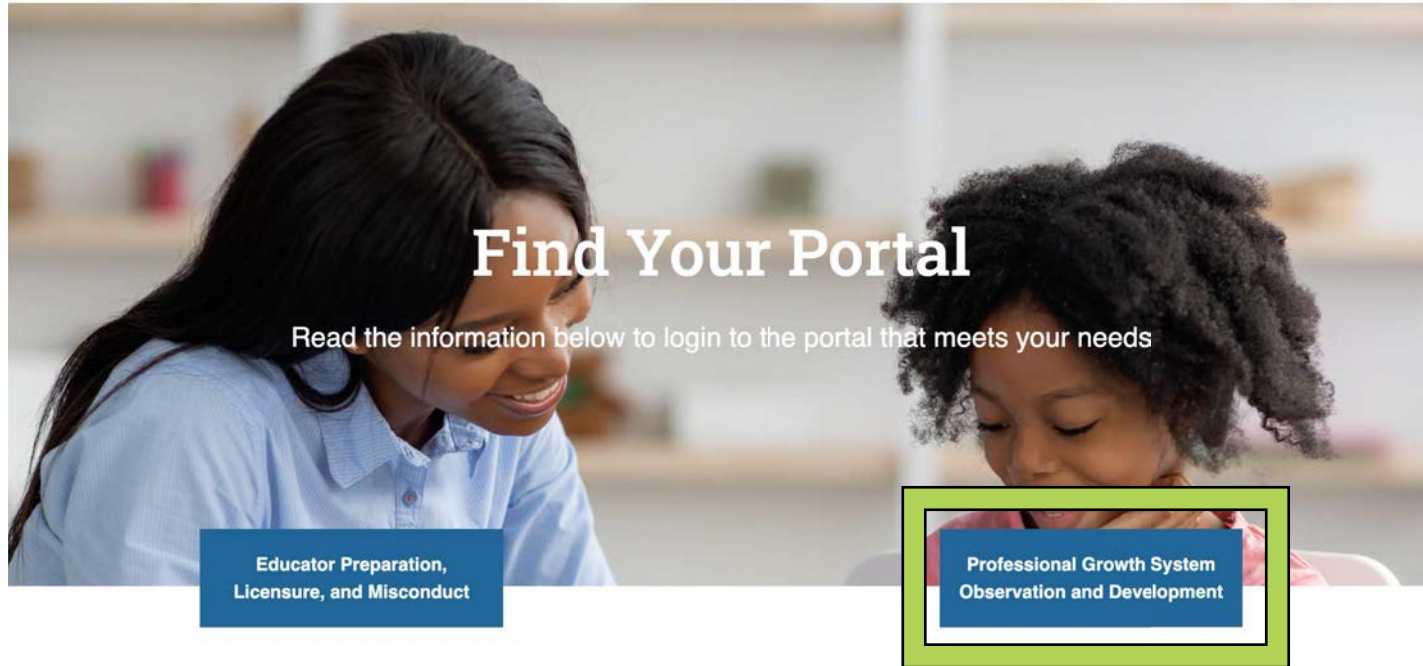 Find Your Portal
Read the information below to login to the portal that meets your needs
Educator Preparation,
Licensure, and Misconduct
Professional Growth System
Observation and Development